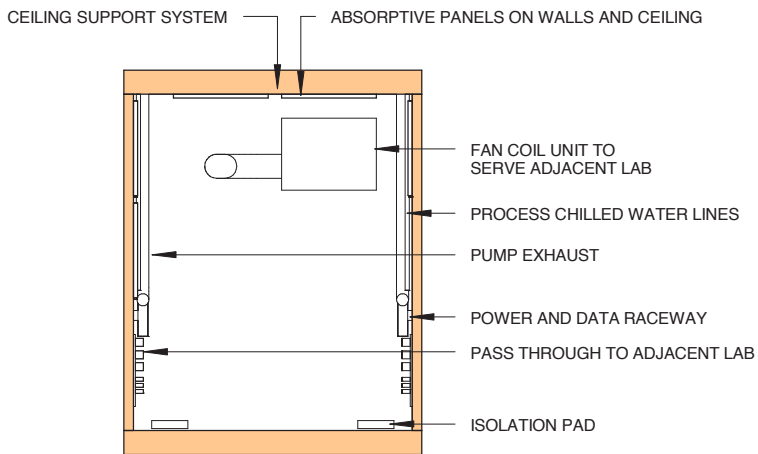 CEILING SUPPORT SYSTEM
ABSORPTIVE PANELS ON WALLS AND CEILING
FAN COIL UNIT TO
SERVE ADJACENT LAB
PROCESS CHILLED WATER LINES
PUMP EXHAUST
POWER AND DATA RACEWAY
PASS THROUGH TO ADJACENT LAB
ISOLATION PAD